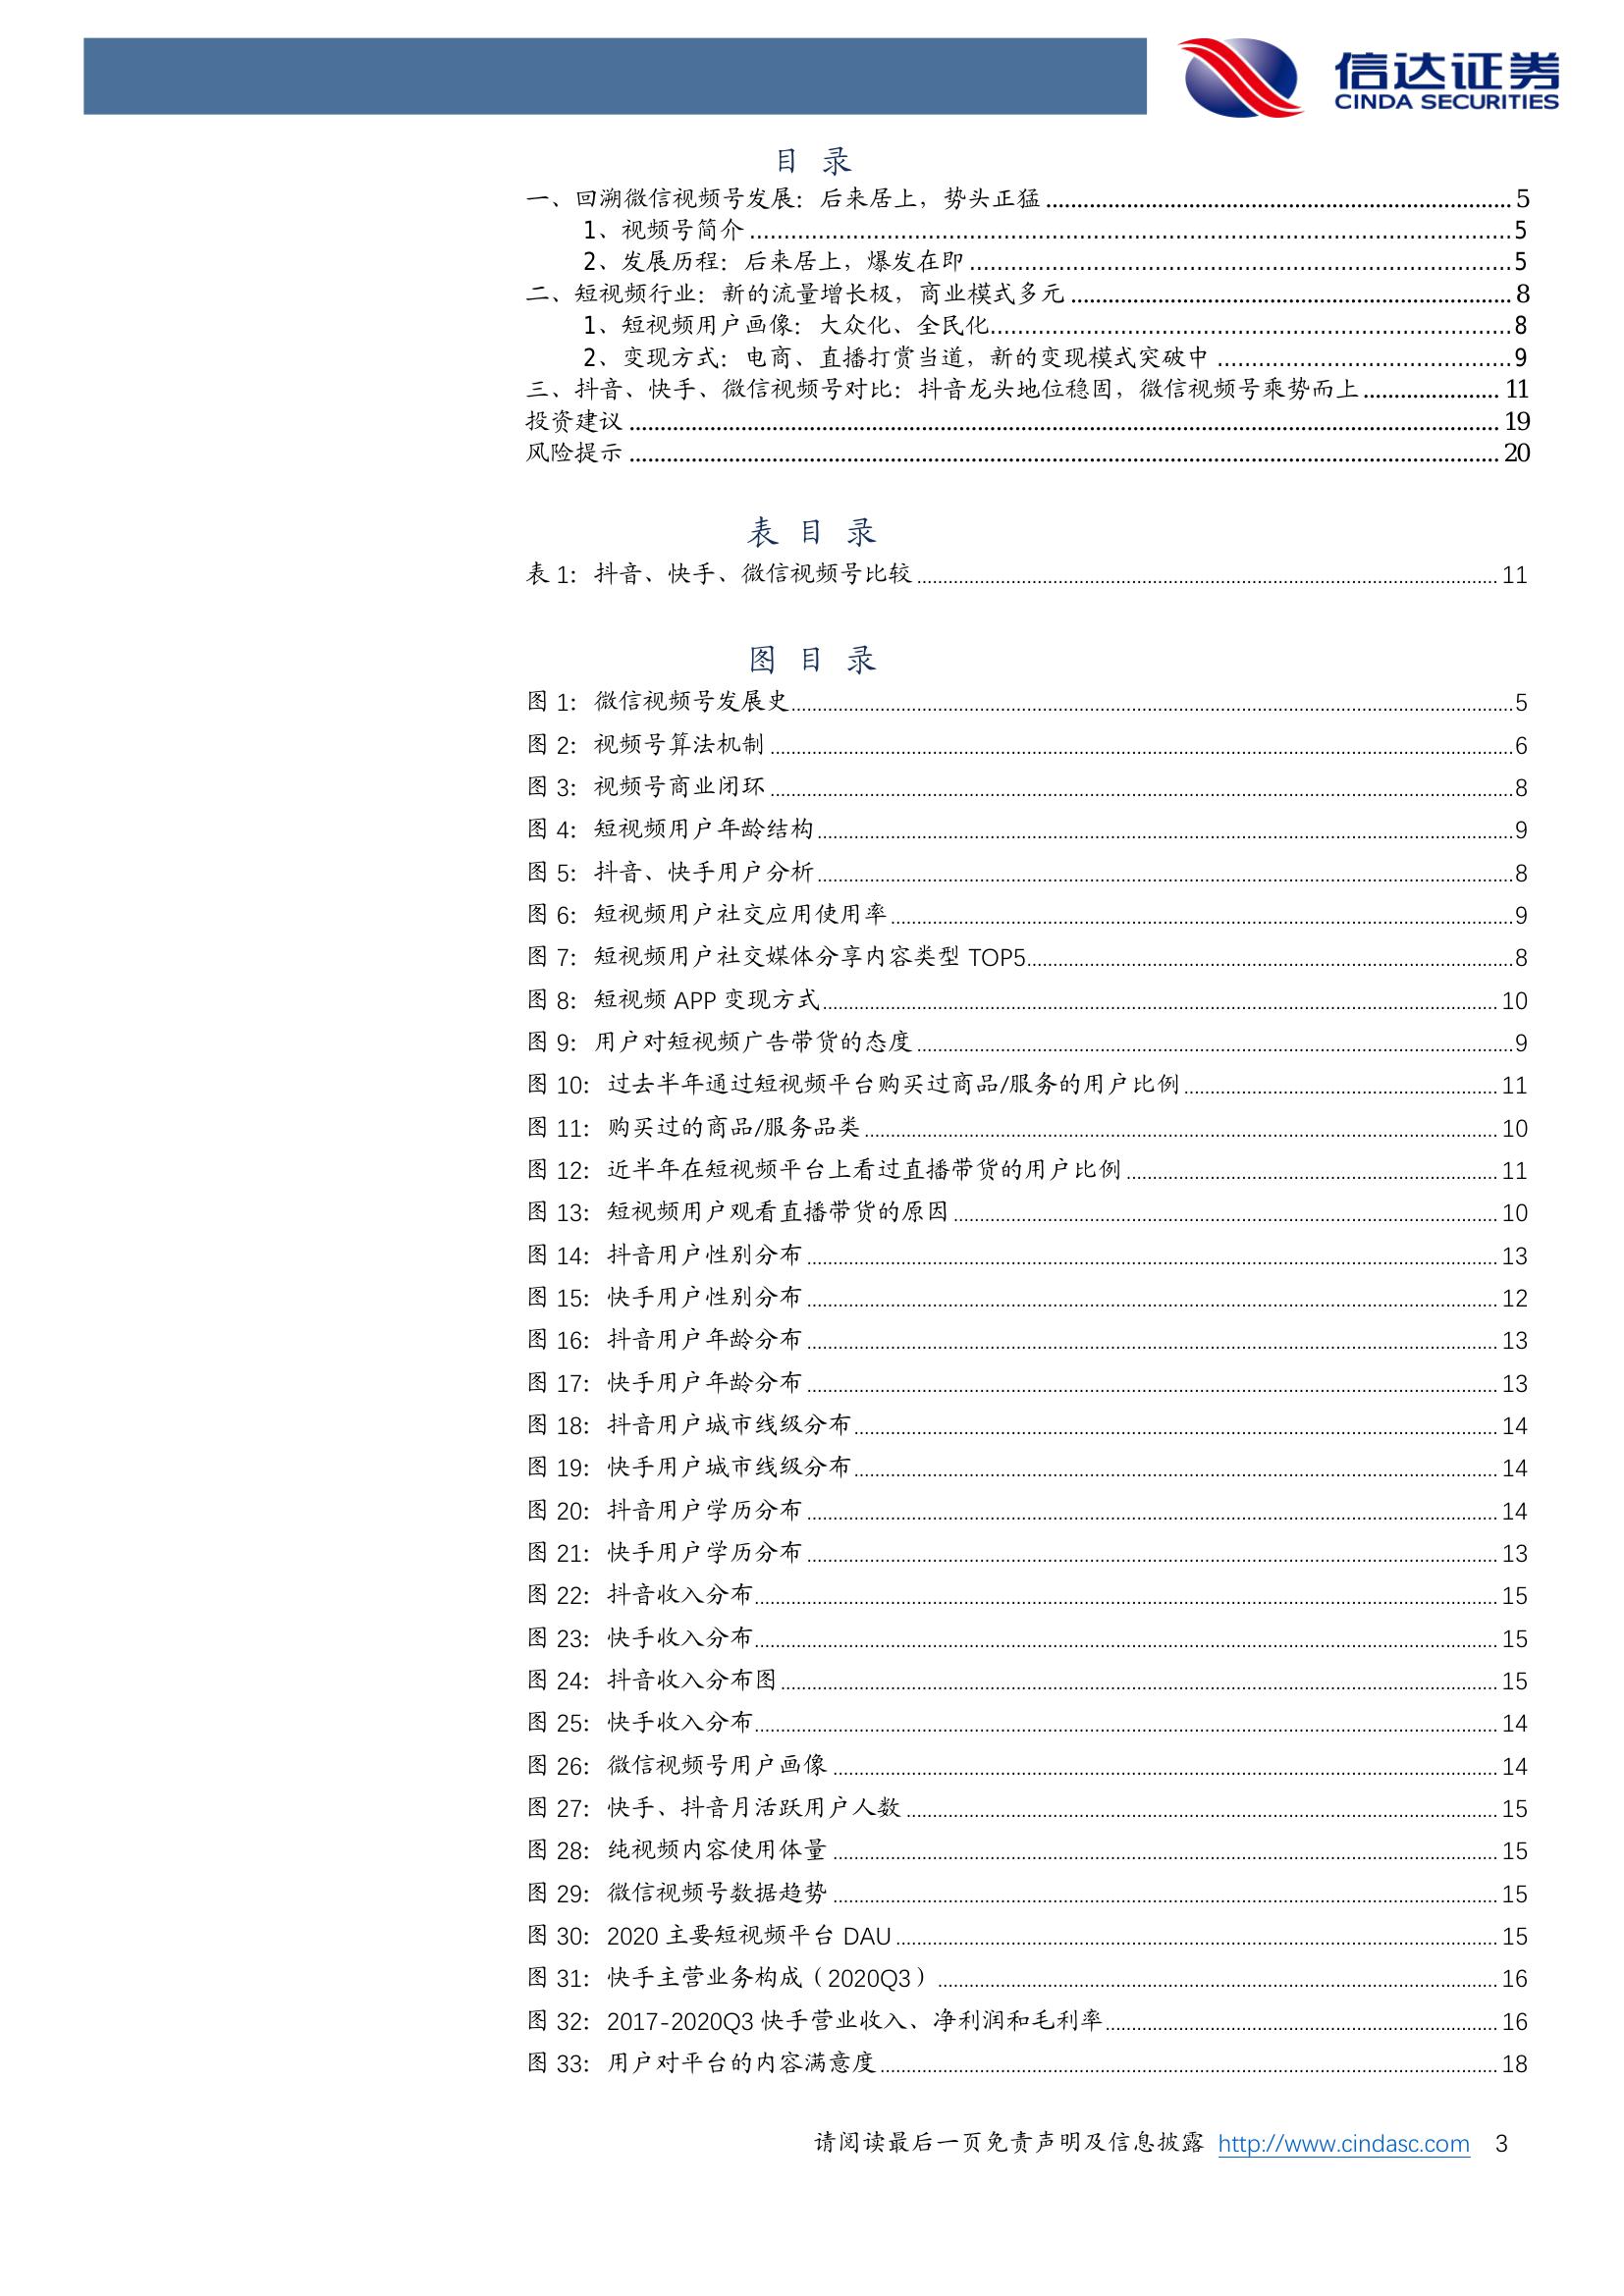 信达证券
CINDA SECURITIES
目 录
一、回溯微信视频号发展：后来居上，势头正猛 5
1、视频号简介 5
2、发展历程：后来居上，爆发在即 5
二、短视频行业：新的流量增长极，商业模式多元 8
1、短视频用户画像：大众化、全民化 8
2、变现方式：电商、直播打赏当道，新的变现模式突破中 9
三、抖音、快手、微信视频号对比：抖音龙头地位稳固，微信视频号乘势而上 11
投资建议 19
风险提示 20
表 目 录
表 1：抖音、快手、微信视频号比较 11
图 目 录
图 1：微信视频号发展史 5
图 2：视频号算法机制 6
图 3：视频号商业闭环 8
图 4：短视频用户年龄结构 9
图 5：抖音、快手用户分析 8
图 6：短视频用户社交应用使用率 9
图 7：短视频用户社交媒体分享内容类型 TOP5 8
图 8：短视频 APP 变现方式 10
图 9：用户对短视频广告带货的态度 9
图 10：过去半年通过短视频平台购买过商品/服务的用户比例 11
图 11：购买过的商品/服务品类 10
图 12：近半年在短视频平台上看过直播带货的用户比例 11
图 13：短视频用户观看直播带货的原因 10
图 14：抖音用户性别分布 13
图 15：快手用户性别分布 12
图 16：抖音用户年龄分布 13
图 17：快手用户年龄分布 13
图 18：抖音用户城市线级分布 14
图 19：快手用户城市线级分布 14
图 20：抖音用户学历分布 14
图 21：快手用户学历分布 13
图 22：抖音收入分布 15
图 23：快手收入分布 15
图 24：抖音收入分布图 15
图 25：快手收入分布 14
图 26：微信视频号用户画像 14
图 27：快手、抖音月活跃用户人数 15
图 28：纯视频内容使用体量 15
图 29：微信视频号数据趋势 15
图 30：2020 主要短视频平台 DAU 15
图 31：快手主营业务构成（2020Q3） 16
图 32：2017-2020Q3 快手营业收入、净利润和毛利率 16
图 33：用户对平台的内容满意度 18
请阅读最后一页免责声明及信息披露 http://www.cindasc.com 3